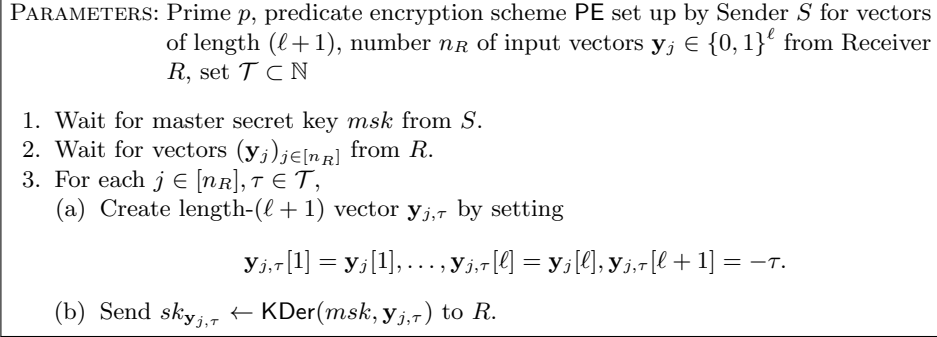 PARAMETERS: Prime p, predicate encryption scheme PE set up by Sender S for vectors
of length (ℓ+1), number n_R of input vectors y_j ∈ {0, 1}^ℓ from Receiver
R, set 𝒯 ⊂ ℕ
1. Wait for master secret key msk from S.
2. Wait for vectors (y_j)_{j∈[n_R]} from R.
3. For each j ∈ [n_R], τ ∈ 𝒯,
(a) Create length-(ℓ + 1) vector y_{j,τ} by setting
y_{j,τ}[1] = y_j[1], . . . , y_{j,τ}[ℓ] = y_j[ℓ], y_{j,τ}[ℓ + 1] = −τ.
(b) Send sk_{y_{j,τ}} ← KDer(msk, y_{j,τ}) to R.